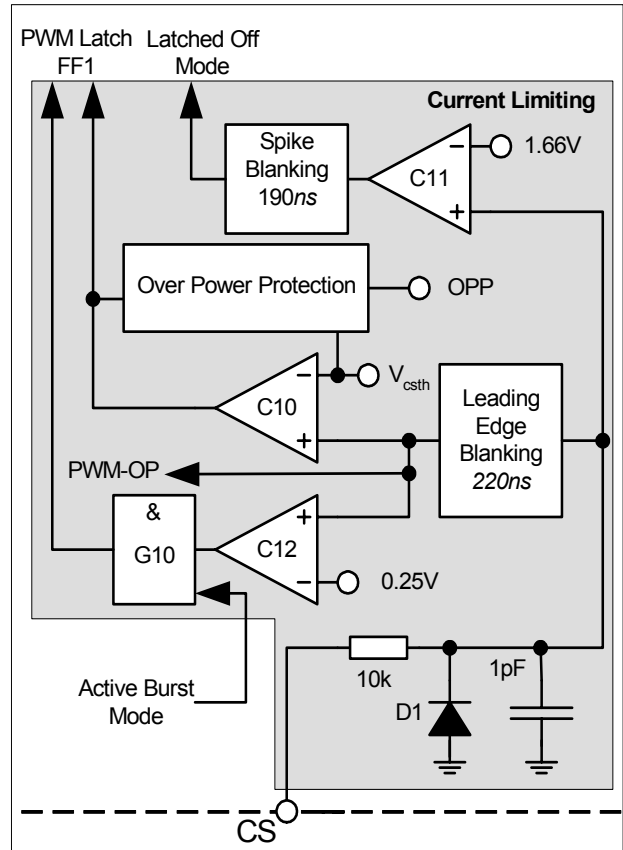 PWM Latch
FF1
Latched Off
Mode
Current Limiting
Spike
Blanking
190ns
C11
1.66V
Over Power Protection
OPP
C10
Vcsth
Leading
Edge
Blanking
220ns
PWM-OP
&
G10
C12
0.25V
Active Burst
Mode
10k
D1
1pF
CS